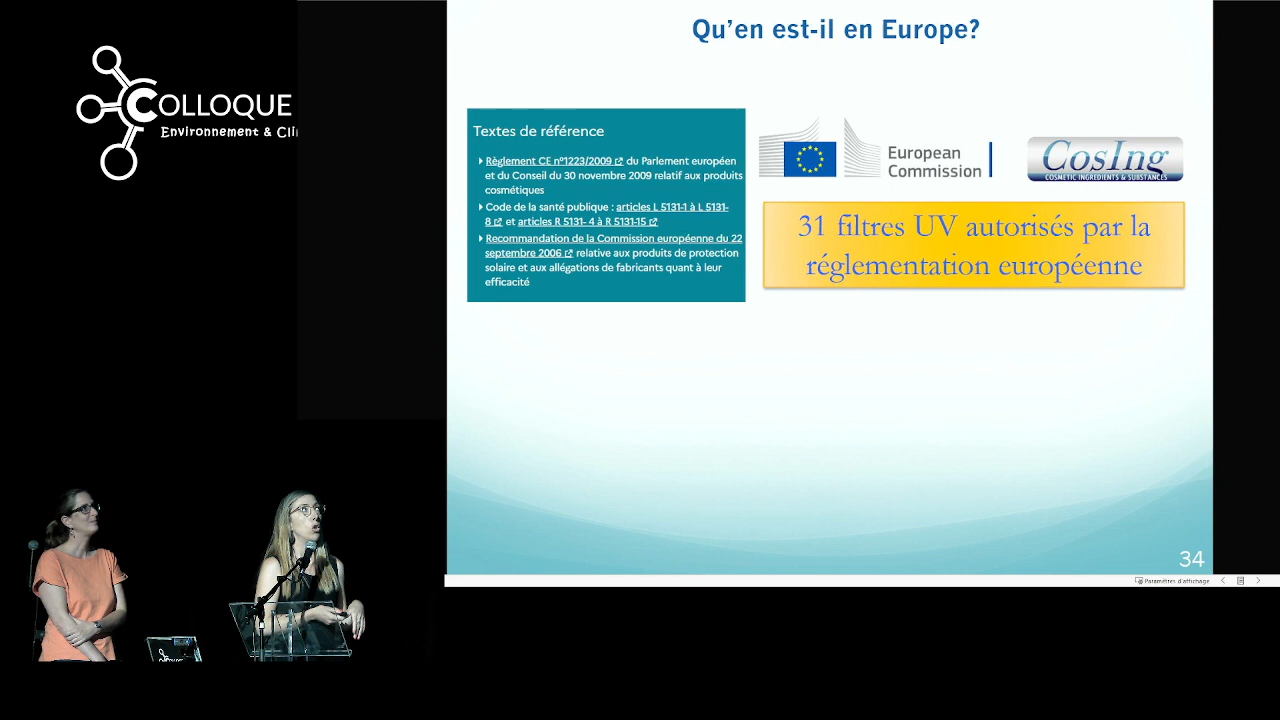 Qu'en est-il en Europe?
COLLOQUE
Environnement & Cli
Textes de référence
Règlement CE n°1223/2009 du Parlement européen
et du Conseil du 30 novembre 2009 relatif aux produits
cosmétiques
Code de la santé publique : articles L 5131-1 à L 5131-
8 et articles R 5131- 4 à R 5131-15
Recommandation de la Commission européenne du 22
septembre 2006 relative aux produits de protection
solaire et aux allégations de fabricants quant à leur
efficacité
European
Commission
CosIng
COSMETIC INGREDIENTS & SUBSTANCES
31 filtres UV autorisés par la
réglementation européenne
34
Paramètres d'affichage